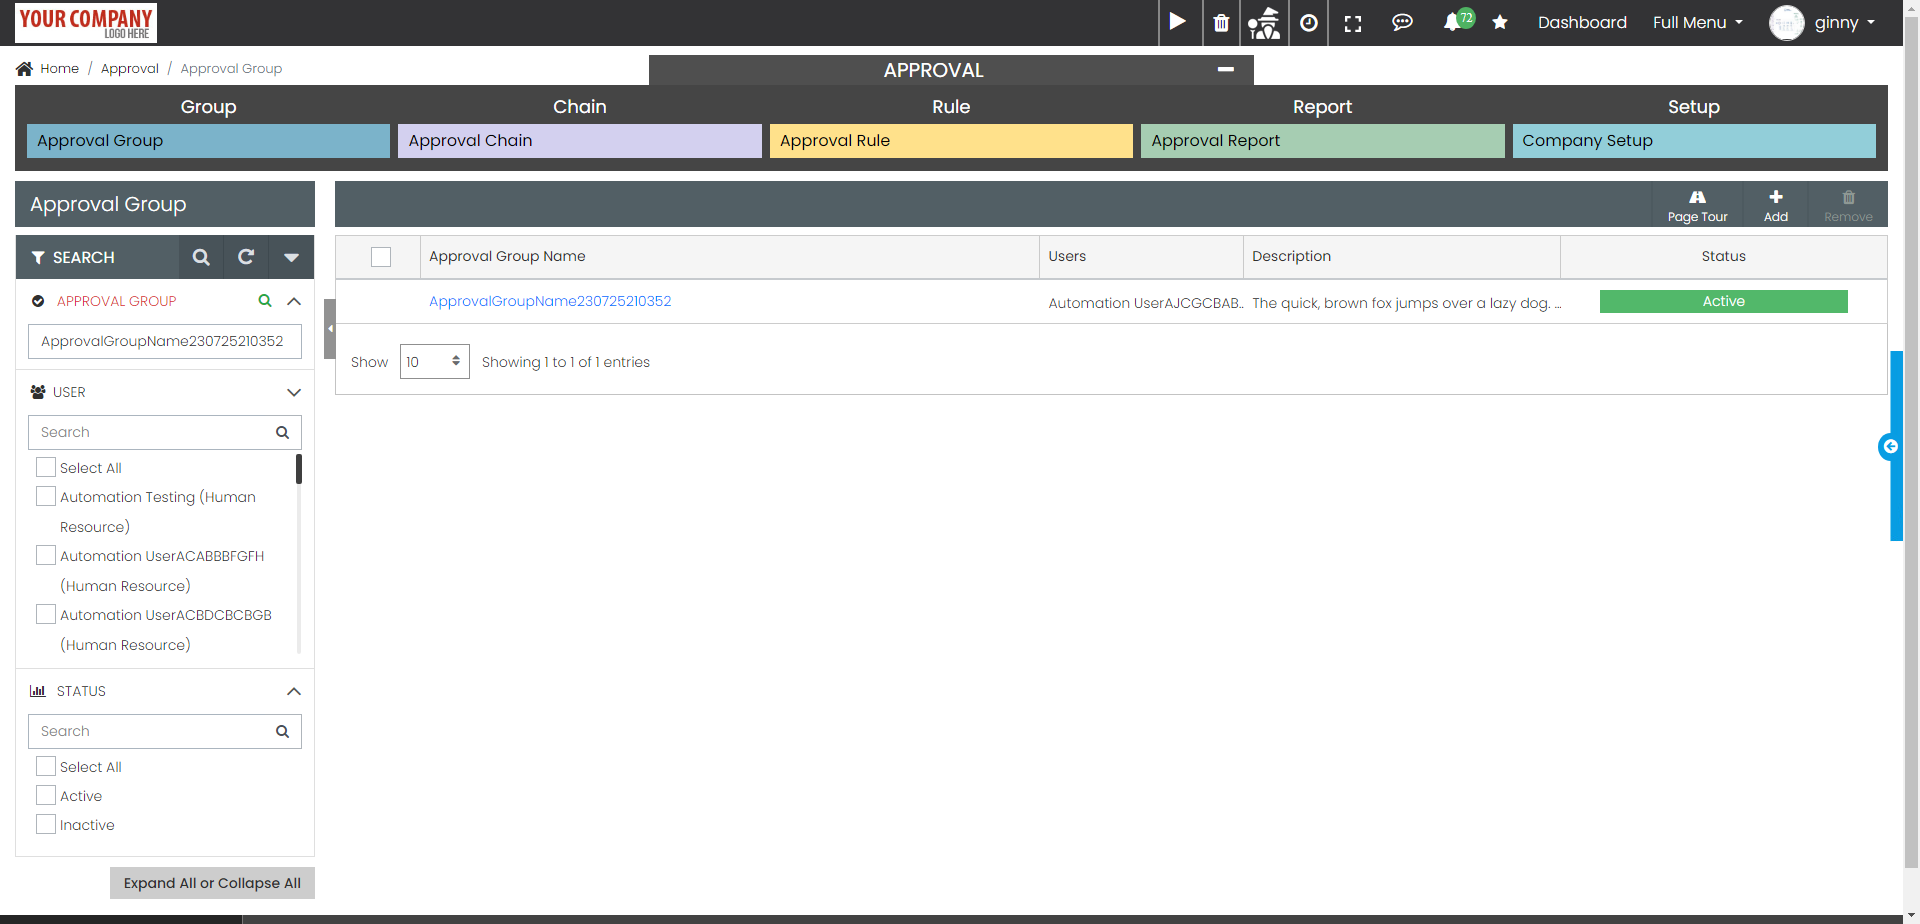 YOUR COMPANY
LOGO HERE
72
Dashboard
Full Menu
ginny
Home / Approval / Approval Group
APPROVAL
Group
Chain
Rule
Report
Setup
Approval Group
Approval Chain
Approval Rule
Approval Report
Company Setup
Approval Group
Page Tour
Add
Remove
SEARCH
APPROVAL GROUP
ApprovalGroupName230725210352
USER
Search
Select All
Automation Testing (Human
Resource)
Automation UserACABBBFGFH
(Human Resource)
Automation UserACBDCBCBGB
(Human Resource)
STATUS
Search
Select All
Active
Inactive
Expand All or Collapse All
Approval Group Name
Users
Description
Status
ApprovalGroupName230725210352
Automation UserAJCGCBAB..
The quick, brown fox jumps over a lazy dog. ...
Active
Show
10
Showing 1 to 1 of 1 entries